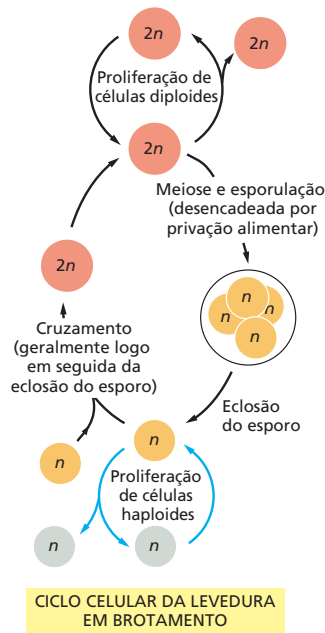 2n
2n
Proliferação de
células diploides
2n
Meiose e esporulação
(desencadeada por
privação alimentar)
2n
n
n
n
n
Cruzamento
(geralmente logo
em seguida da
eclosão do esporo)
Eclosão
do esporo
n
n
Proliferação
de células
haploides
n
n
CICLO CELULAR DA LEVEDURA
EM BROTAMENTO